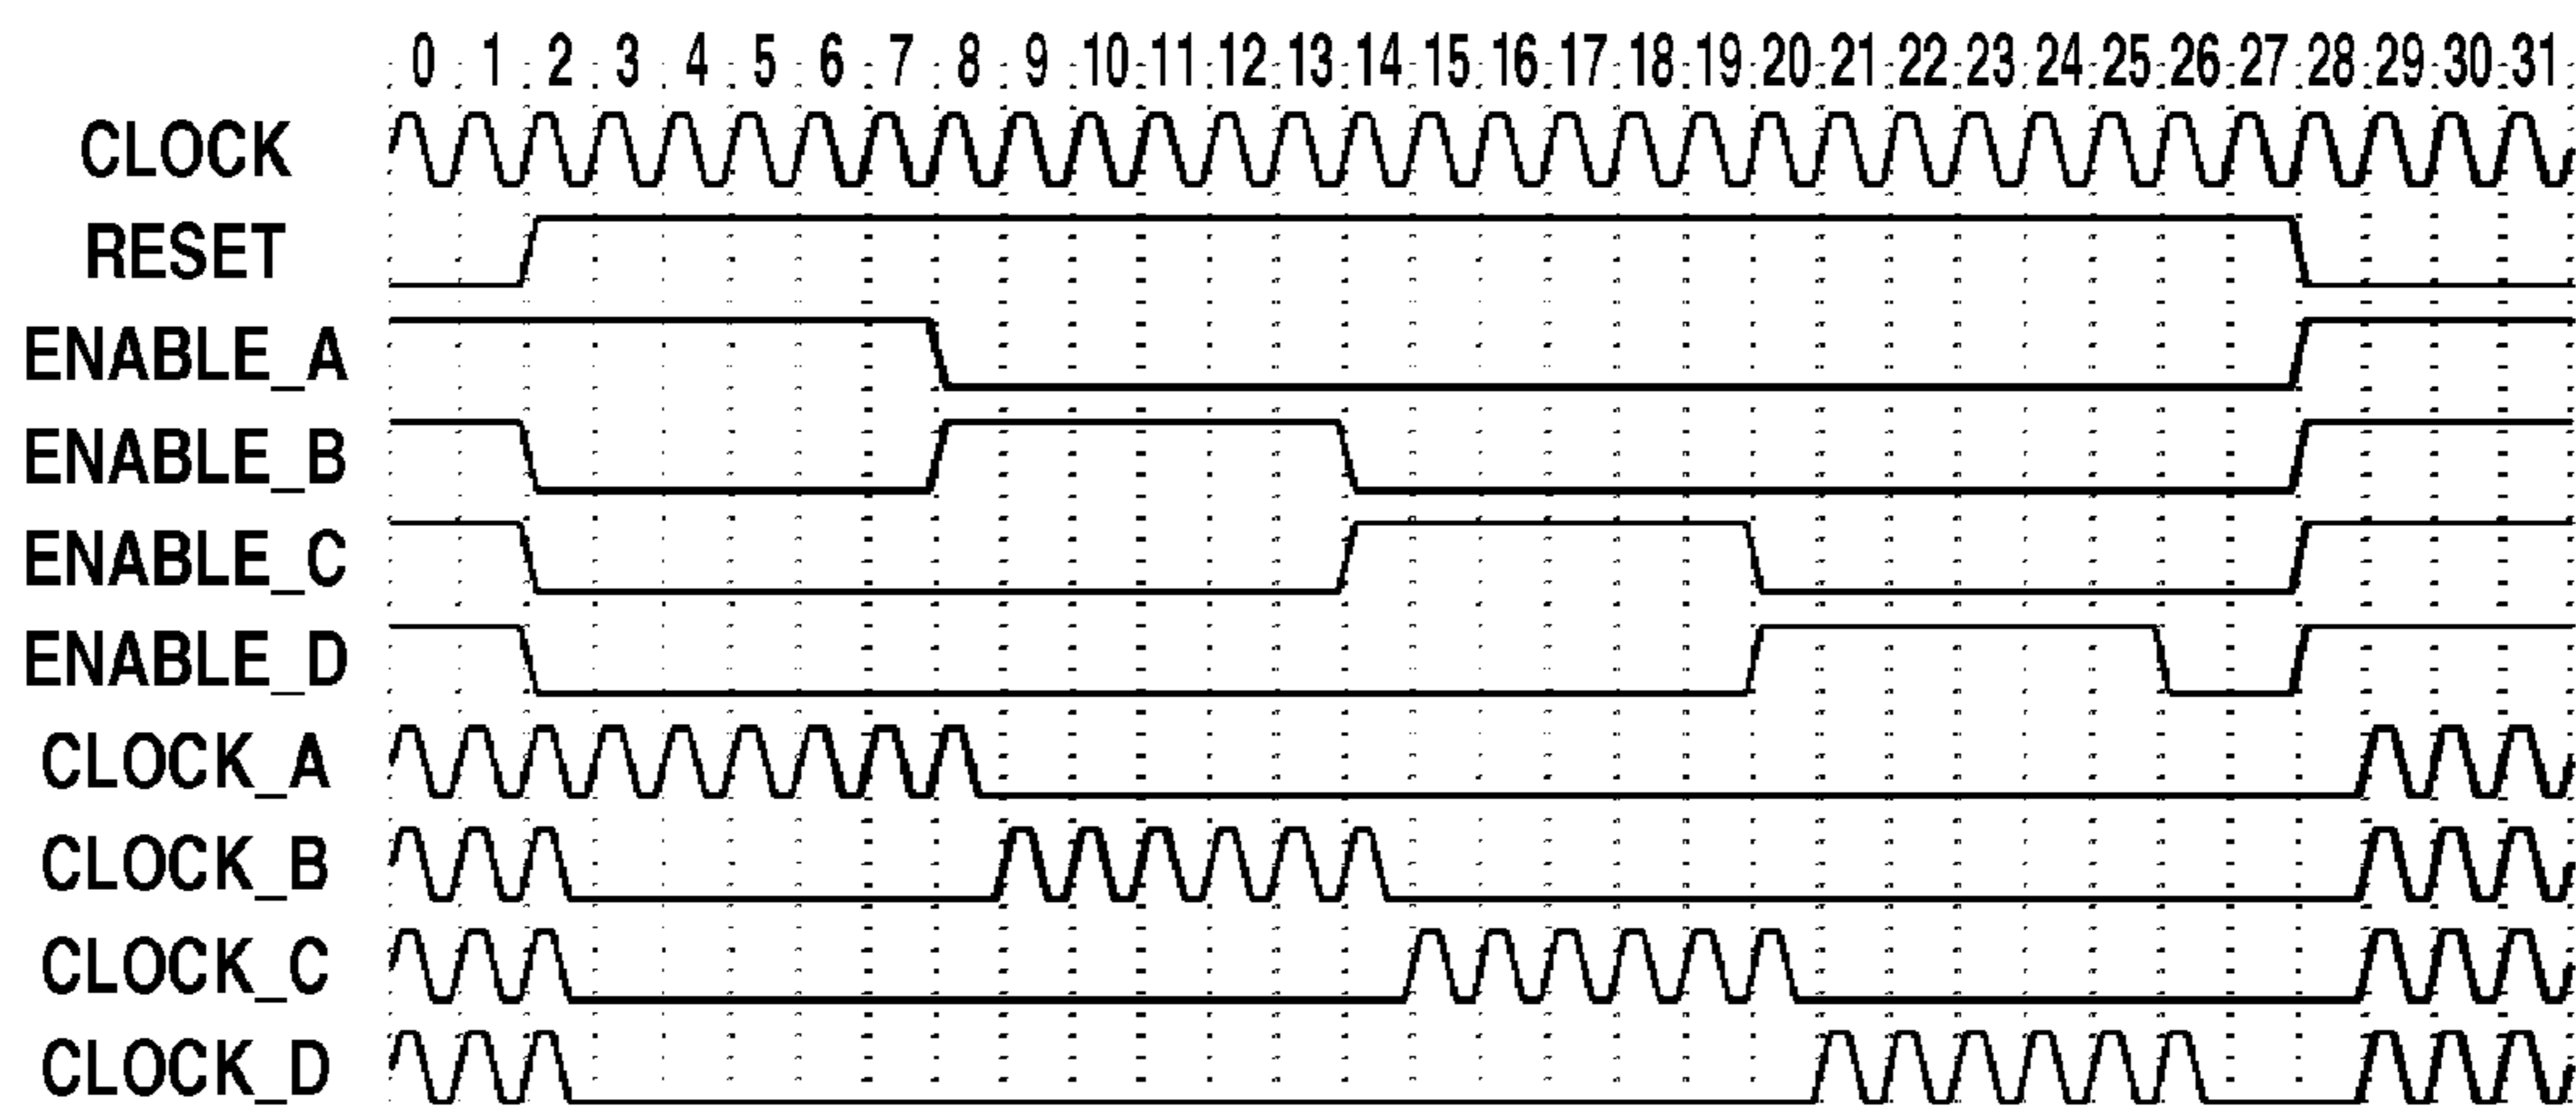 0 1 2 3 4 5 6 7 8 9 10 11 12 13 14 15 16 17 18 19 20 21 22 23 24 25 26 27 28 29 30 31
CLOCK
RESET
ENABLE_A
ENABLE_B
ENABLE_C
ENABLE_D
CLOCK_A
CLOCK_B
CLOCK_C
CLOCK_D